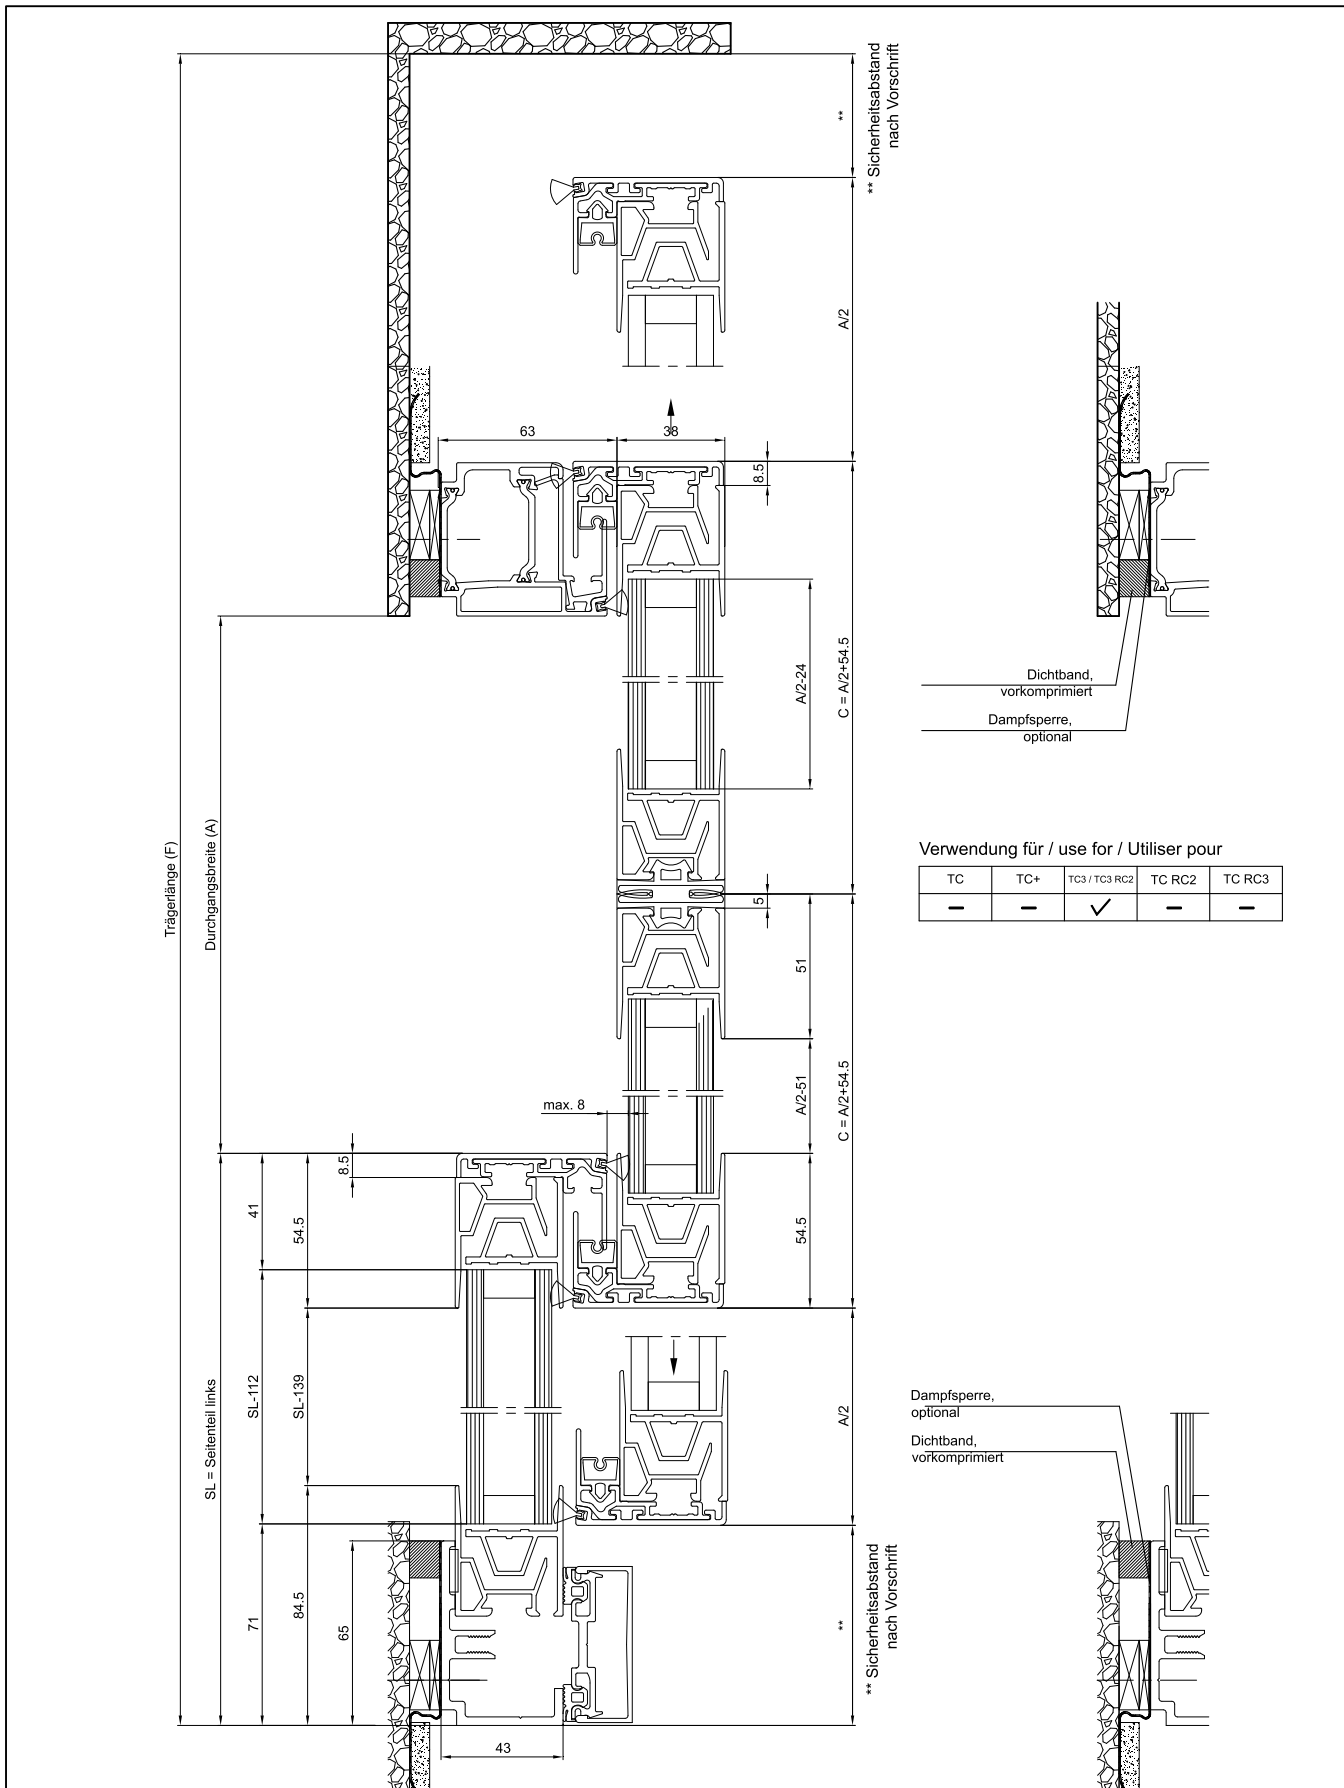 ** Sicherheitsabstand
nach Vorschrift
**
A/2
63
38
8.5
C = A/2+54.5
A/2-24
Dichtband,
vorkomprimiert
Dampfsperre,
optional
Trägerlänge (F)
Durchgangsbreite (A)
Verwendung für / use for / Utiliser pour
TC TC+ TC3 / TC3 RC2 TC RC2 TC RC3
– – ✓ – –
5
51
A/2-51
C = A/2+54.5
max. 8
8.5
41
54.5
54.5
SL = Seitenteil links
SL-112
SL-139
A/2
Dampfsperre,
optional
Dichtband,
vorkomprimiert
71
84.5
65
**
** Sicherheitsabstand
nach Vorschrift
43